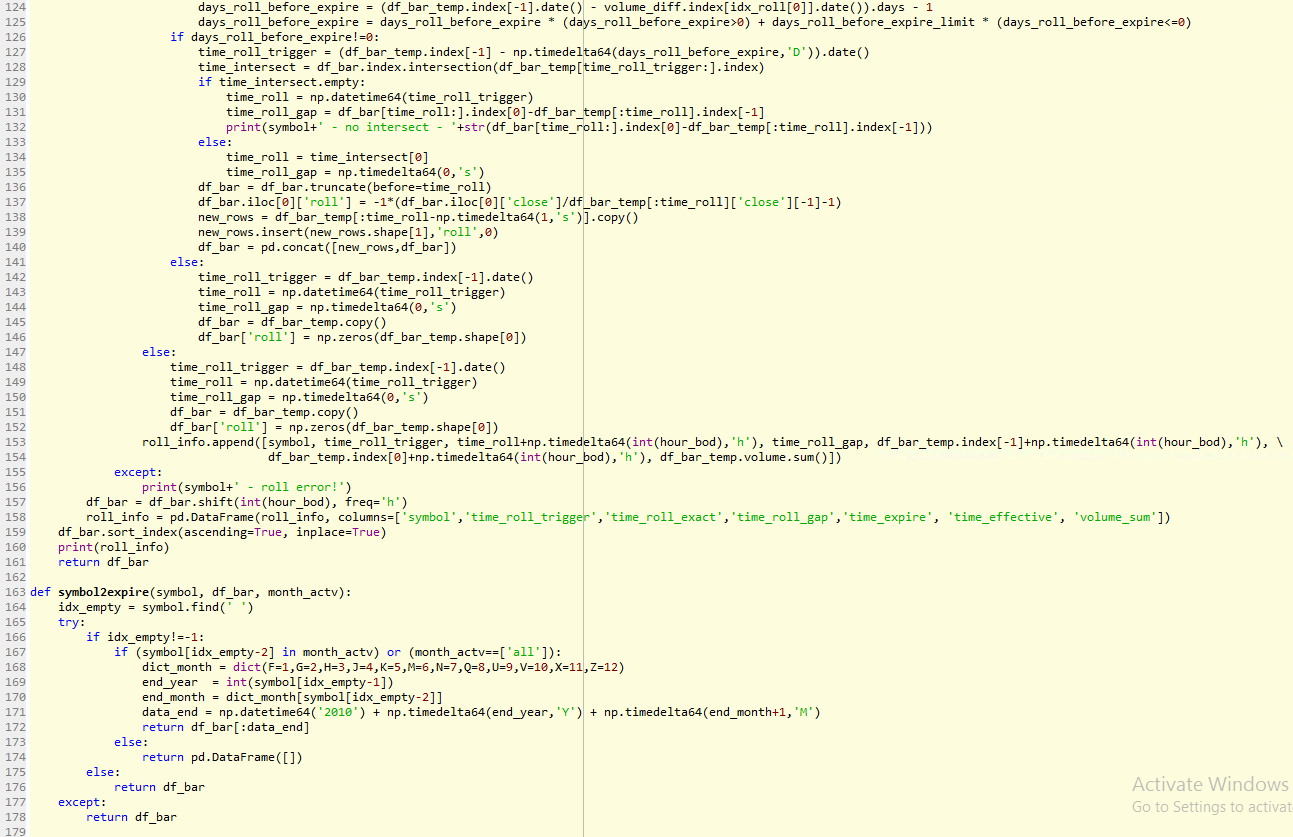 124 days_roll_before_expire = (df_bar_temp.index[-1].date() - volume_diff.index[idx_roll[0]].date()).days - 1
125 days_roll_before_expire = days_roll_before_expire * (days_roll_before_expire>0) + days_roll_before_expire_limit * (days_roll_before_expire<=0)
126 if days_roll_before_expire!=0:
127 time_roll_trigger = (df_bar_temp.index[-1] - np.timedelta64(days_roll_before_expire,'D')).date()
128 time_intersect = df_bar.index.intersection(df_bar_temp[time_roll_trigger:].index)
129 if time_intersect.empty:
130 time_roll = np.datetime64(time_roll_trigger)
131 time_roll_gap = df_bar[time_roll:].index[0]-df_bar_temp[:time_roll].index[-1]
132 print(symbol+' - no intersect - '+str(df_bar[time_roll:].index[0]-df_bar_temp[:time_roll].index[-1]))
133 else:
134 time_roll = time_intersect[0]
135 time_roll_gap = np.timedelta64(0,'s')
136 df_bar = df_bar.truncate(before=time_roll)
137 df_bar.iloc[0]['roll'] = -1*(df_bar.iloc[0]['close']/df_bar_temp[:time_roll]['close'][-1]-1)
138 new_rows = df_bar_temp[:time_roll-np.timedelta64(1,'s')].copy()
139 new_rows.insert(new_rows.shape[1],'roll',0)
140 df_bar = pd.concat([new_rows,df_bar])
141 else:
142 time_roll_trigger = df_bar_temp.index[-1].date()
143 time_roll = np.datetime64(time_roll_trigger)
144 time_roll_gap = np.timedelta64(0,'s')
145 df_bar = df_bar_temp.copy()
146 df_bar['roll'] = np.zeros(df_bar_temp.shape[0])
147 else:
148 time_roll_trigger = df_bar_temp.index[-1].date()
149 time_roll = np.datetime64(time_roll_trigger)
150 time_roll_gap = np.timedelta64(0,'s')
151 df_bar = df_bar_temp.copy()
152 df_bar['roll'] = np.zeros(df_bar_temp.shape[0])
153 roll_info.append([symbol, time_roll_trigger, time_roll+np.timedelta64(int(hour_bod),'h'), time_roll_gap, df_bar_temp.index[-1]+np.timedelta64(int(hour_bod),'h'), \
154 df_bar_temp.index[0]+np.timedelta64(int(hour_bod),'h'), df_bar_temp.volume.sum()])
155 except:
156 print(symbol+' - roll error!')
157 df_bar = df_bar.shift(int(hour_bod), freq='h')
158 roll_info = pd.DataFrame(roll_info, columns=['symbol','time_roll_trigger','time_roll_exact','time_roll_gap','time_expire', 'time_effective', 'volume_sum'])
159 df_bar.sort_index(ascending=True, inplace=True)
160 print(roll_info)
161 return df_bar
162
163 def symbol2expire(symbol, df_bar, month_actv):
164 idx_empty = symbol.find(' ')
165 try:
166 if idx_empty!=-1:
167 if (symbol[idx_empty-2] in month_actv) or (month_actv==['all']):
168 dict_month = dict(F=1,G=2,H=3,J=4,K=5,M=6,N=7,Q=8,U=9,V=10,X=11,Z=12)
169 end_year  = int(symbol[idx_empty-1])
170 end_month = dict_month[symbol[idx_empty-2]]
171 data_end = np.datetime64('2010') + np.timedelta64(end_year,'Y') + np.timedelta64(end_month+1,'M')
172 return df_bar[:data_end]
173 else:
174 return pd.DataFrame([])
175 else:
176 return df_bar
177 except:
178 return df_bar
179
Activate Windows
Go to Settings to activat